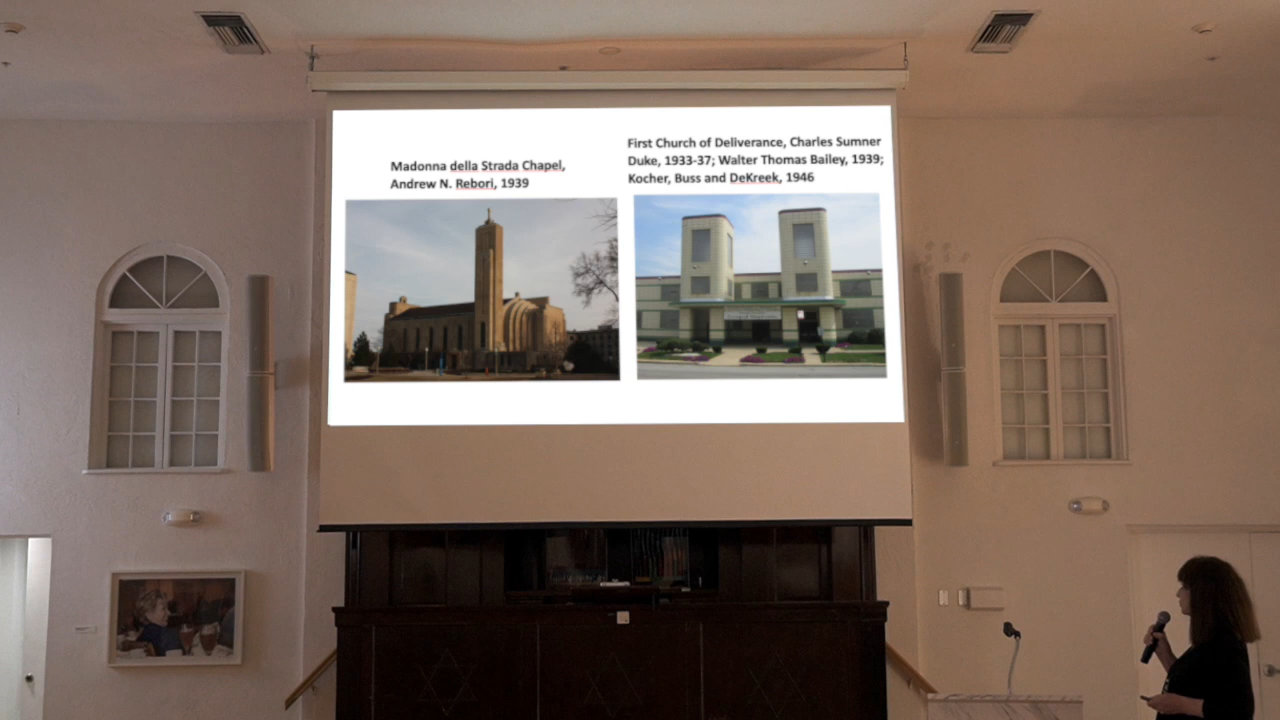 Madonna della Strada Chapel,
Andrew N. Rebori, 1939
First Church of Deliverance, Charles Sumner
Duke, 1933-37; Walter Thomas Bailey, 1939;
Kocher, Buss and DeKreek, 1946